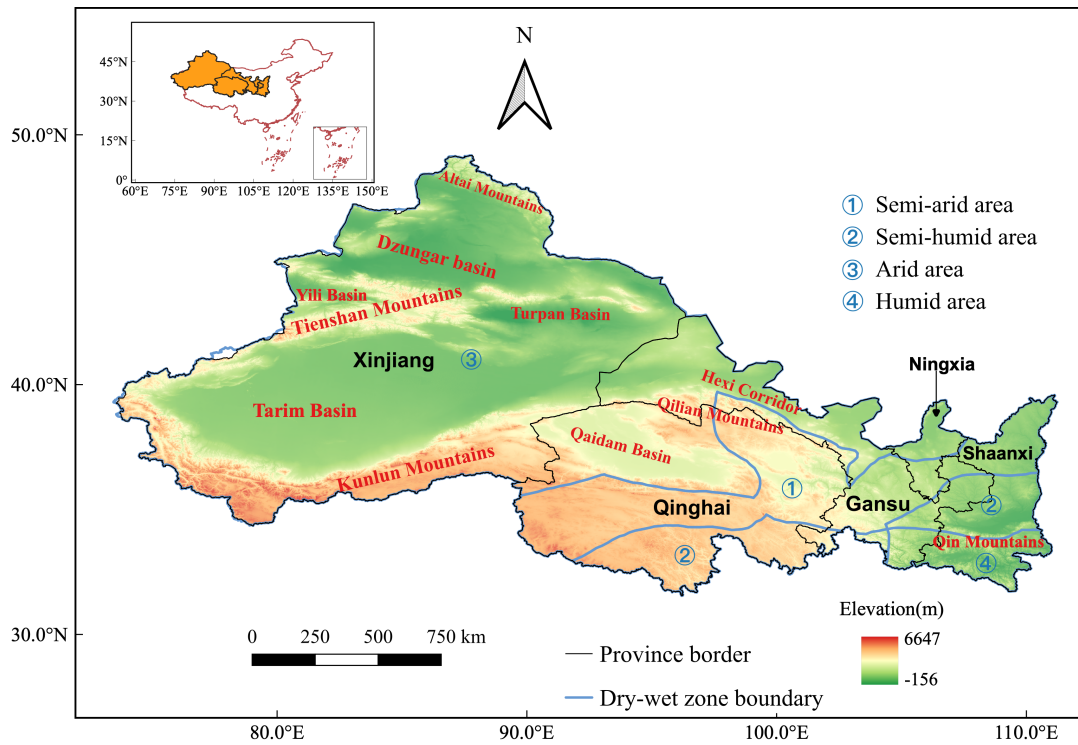 45°N
30°N
15°N
0°
60°E 75°E 90°E 105°E 120°E 135°E 150°E
N
50.0°N
40.0°N
30.0°N
80.0°E 90.0°E 100.0°E 110.0°E
① Semi-arid area
② Semi-humid area
③ Arid area
④ Humid area
Altai Mountains
Dzungar basin
Yili Basin
Tienshan Mountains
Turpan Basin
Xinjiang
③
Tarim Basin
Kunlun Mountains
Hexi Corridor
Qilian Mountains
Qaidam Basin
Ningxia
Shaanxi
①
Qinghai
Gansu
②
②
Qin Mountains
④
0 250 500 750 km
Province border
Dry-wet zone boundary
Elevation(m)
6647
-156